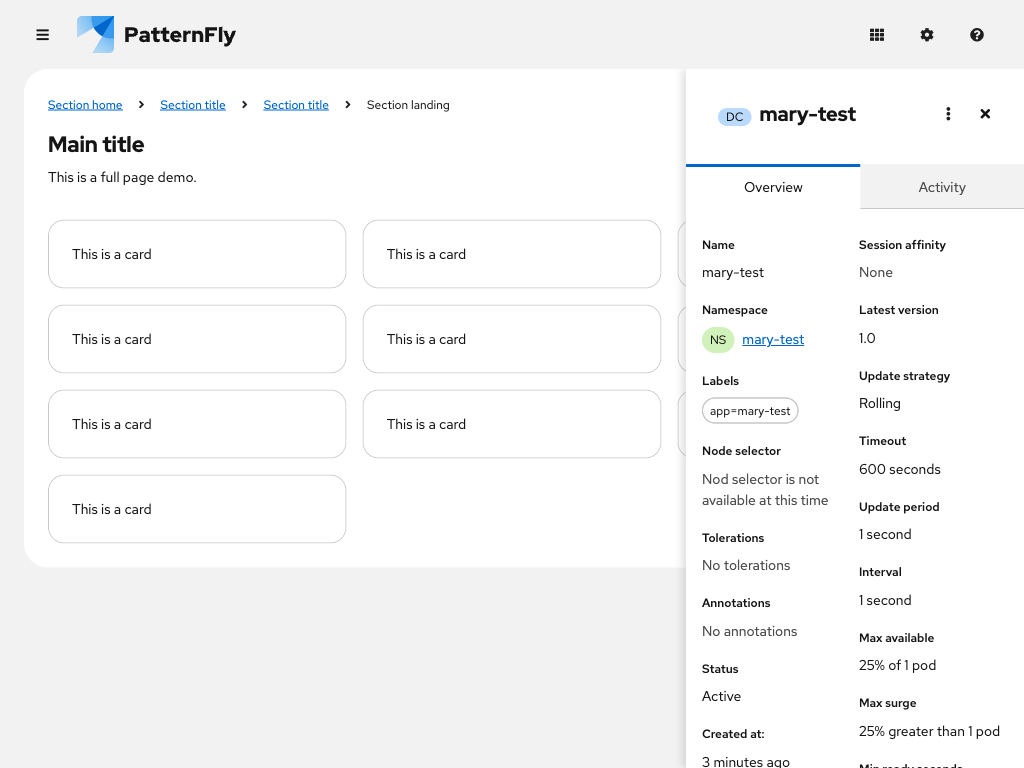 PatternFly
Section home
Section title
Section title
Section landing
Main title
This is a full page demo.
This is a card
This is a card
This is a card
This is a card
This is a card
This is a card
This is a card
DC
mary-test
Overview
Activity
Name
mary-test
Namespace
NS
mary-test
Labels
app=mary-test
Node selector
Nod selector is not
available at this time
Tolerations
No tolerations
Annotations
No annotations
Status
Active
Created at:
3 minutes ago
Session affinity
None
Latest version
1.0
Update strategy
Rolling
Timeout
600 seconds
Update period
1 second
Interval
1 second
Max available
25% of 1 pod
Max surge
25% greater than 1 pod
Min ready seconds